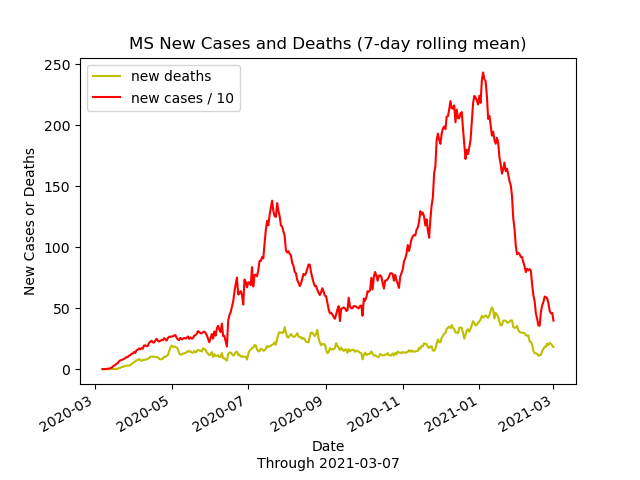 MS New Cases and Deaths (7-day rolling mean)
new deaths
new cases / 10
250
200
150
100
50
0
New Cases or Deaths
2020-03
2020-05
2020-07
2020-09
2020-11
2021-01
2021-03
Date
Through 2021-03-07